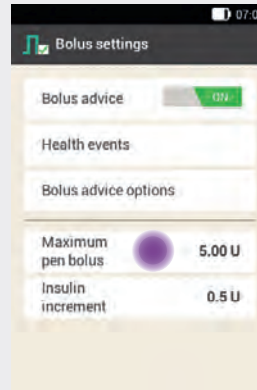 07:0
Bolus settings
Bolus advice
ON
Health events
Bolus advice options
Maximum
pen bolus
5.00 U
Insulin
increment
0.5 U